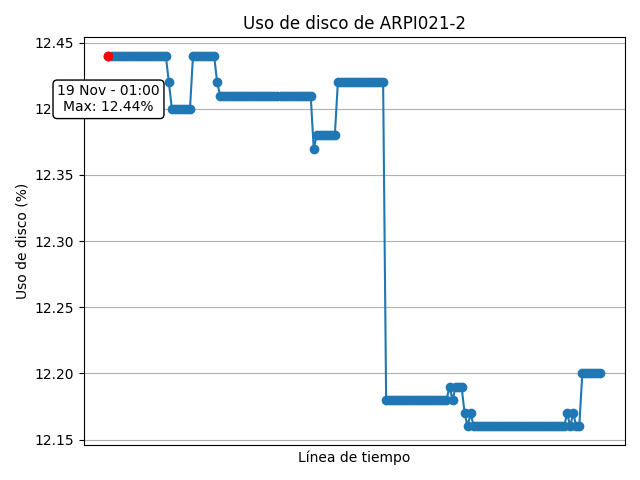 Uso de disco de ARPI021-2
12.45
19 Nov - 01:00
Max: 12.44%
12.35
12.30
12.25
12.20
12.15
Uso de disco (%)
Línea de tiempo